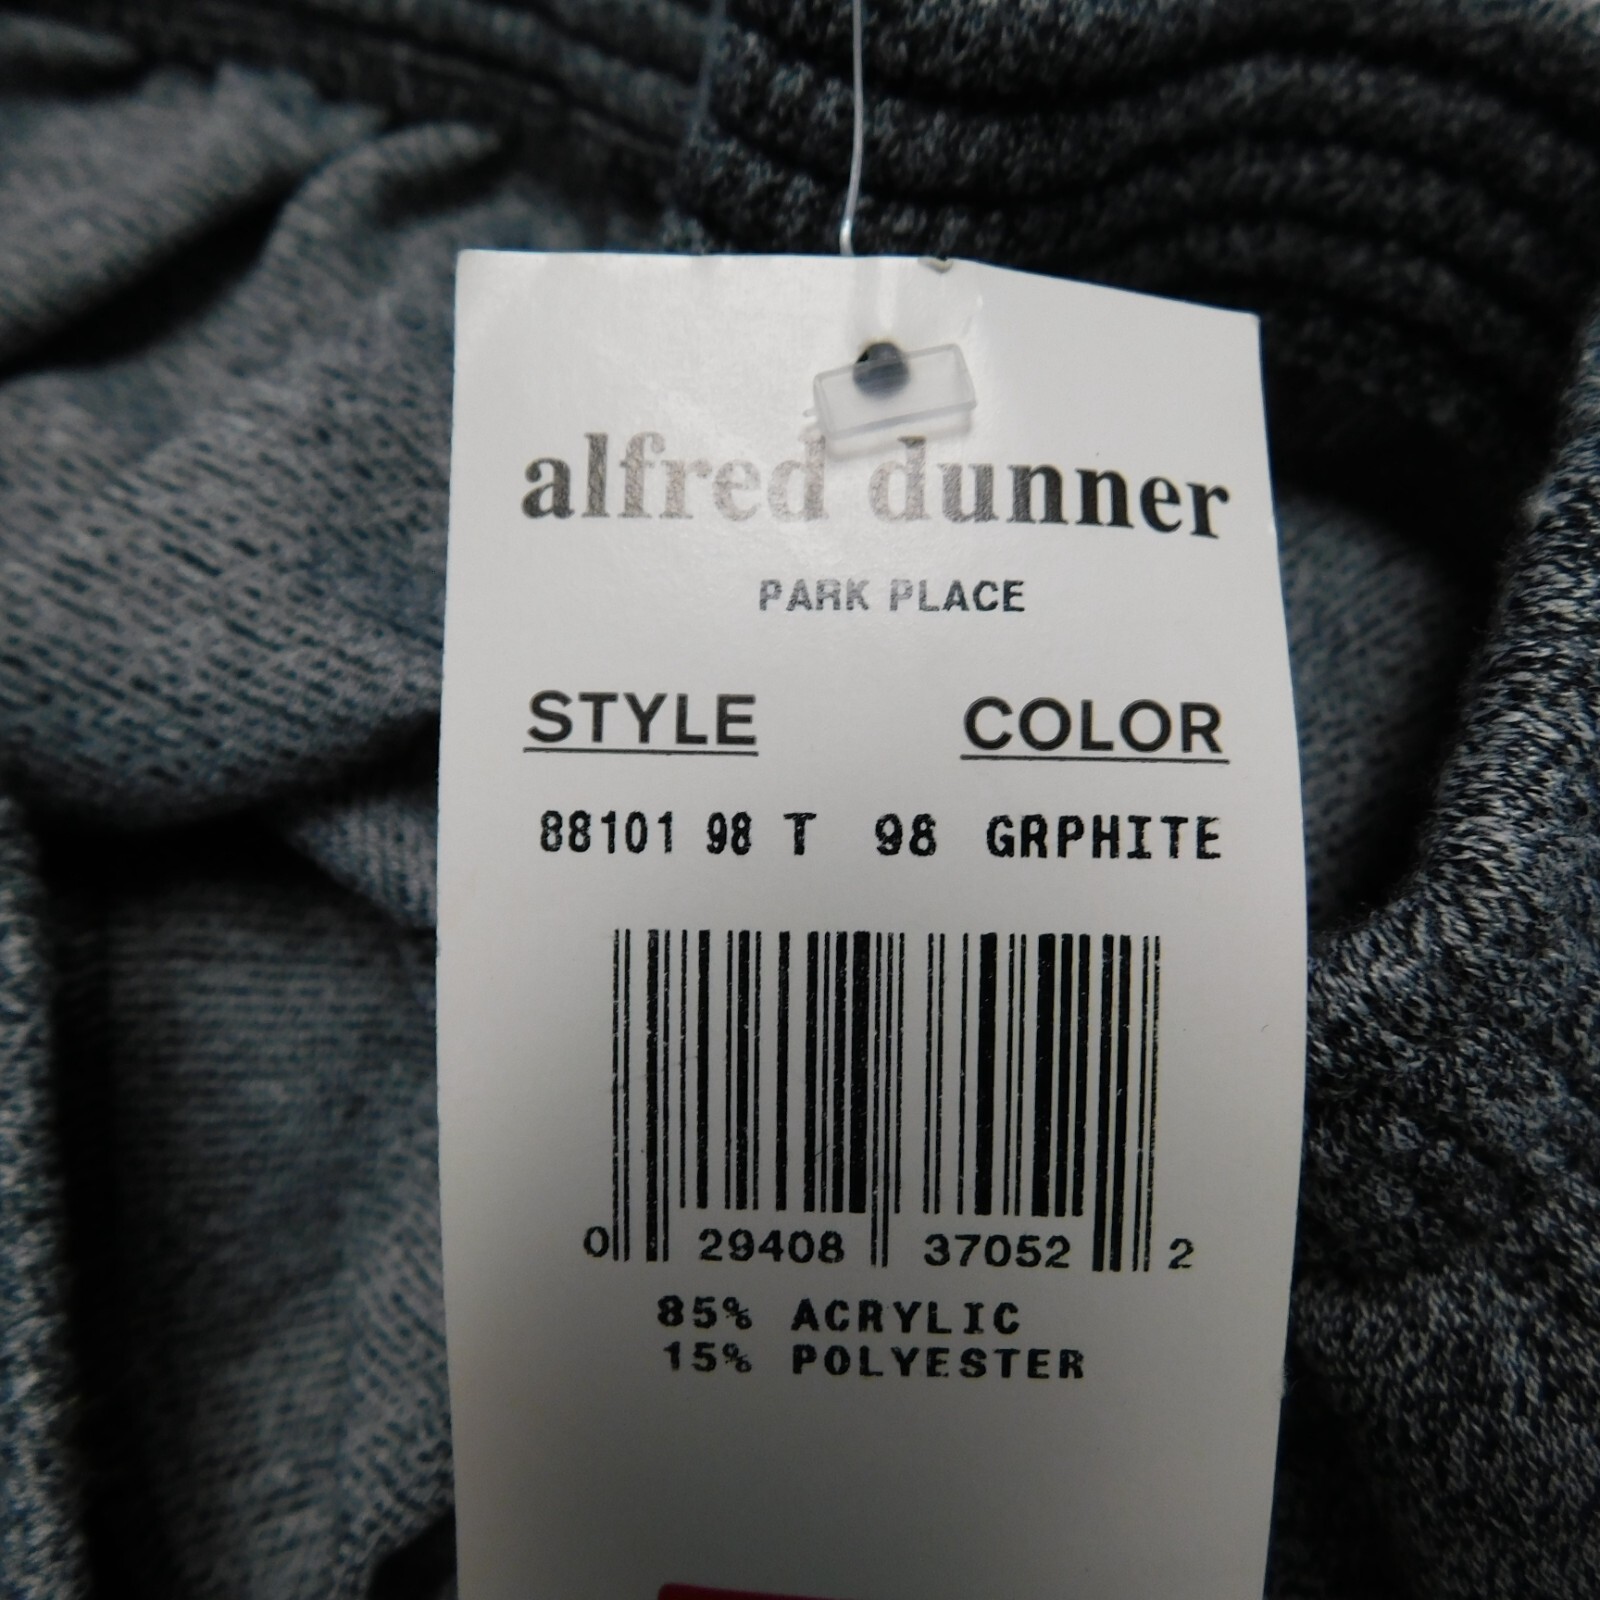 alfred dunner
PARK PLACE
STYLE COLOR
88101 98 T 98 GRPHITE
0 29408 37052 2
85% ACRYLIC
15% POLYESTER